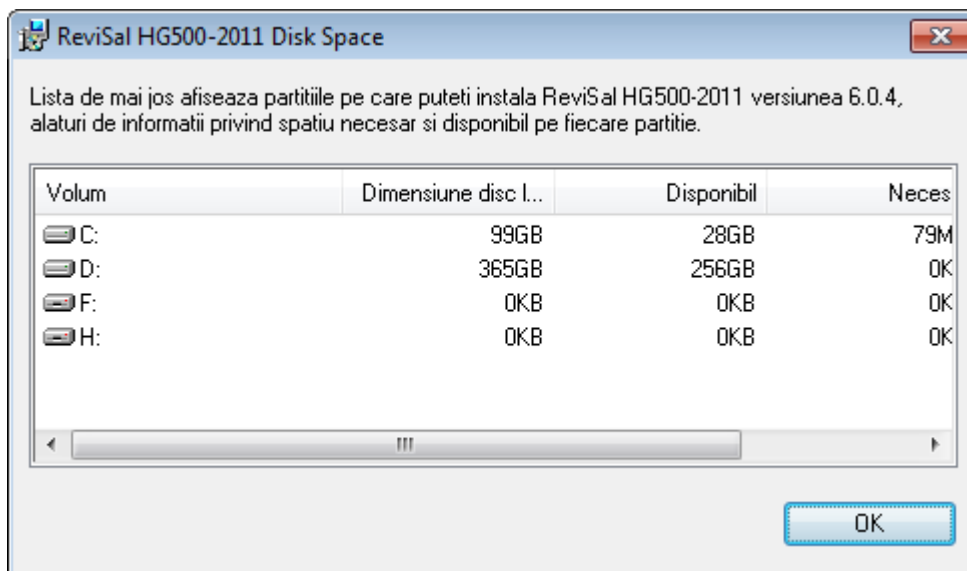 ReviSal HG500-2011 Disk Space
Lista de mai jos afiseaza partitiile pe care puteti instala ReviSal HG500-2011 versiunea 6.0.4,
alaturi de informatii privind spatiu necesar si disponibil pe fiecare partitie.
Volum Dimensiune disc l... Disponibil Neces
C: 99GB 28GB 79M
D: 365GB 256GB 0K
F: 0KB 0KB 0K
H: 0KB 0KB 0K
OK